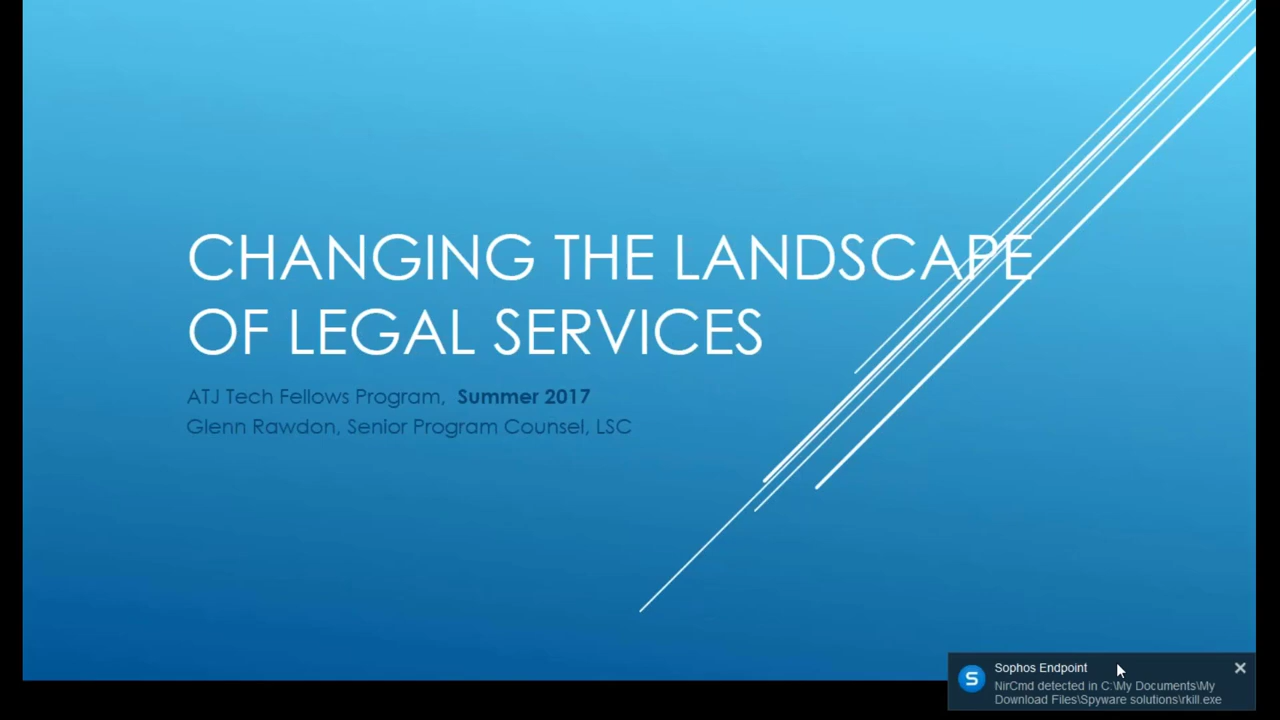 CHANGING THE LANDSCAPE
OF LEGAL SERVICES
ATJ Tech Fellows Program, Summer 2017
Glenn Rawdon, Senior Program Counsel, LSC
S
Sophos Endpoint
NirCmd detected in C:\My Documents\My
Download Files\Spyware solutions\rkill.exe